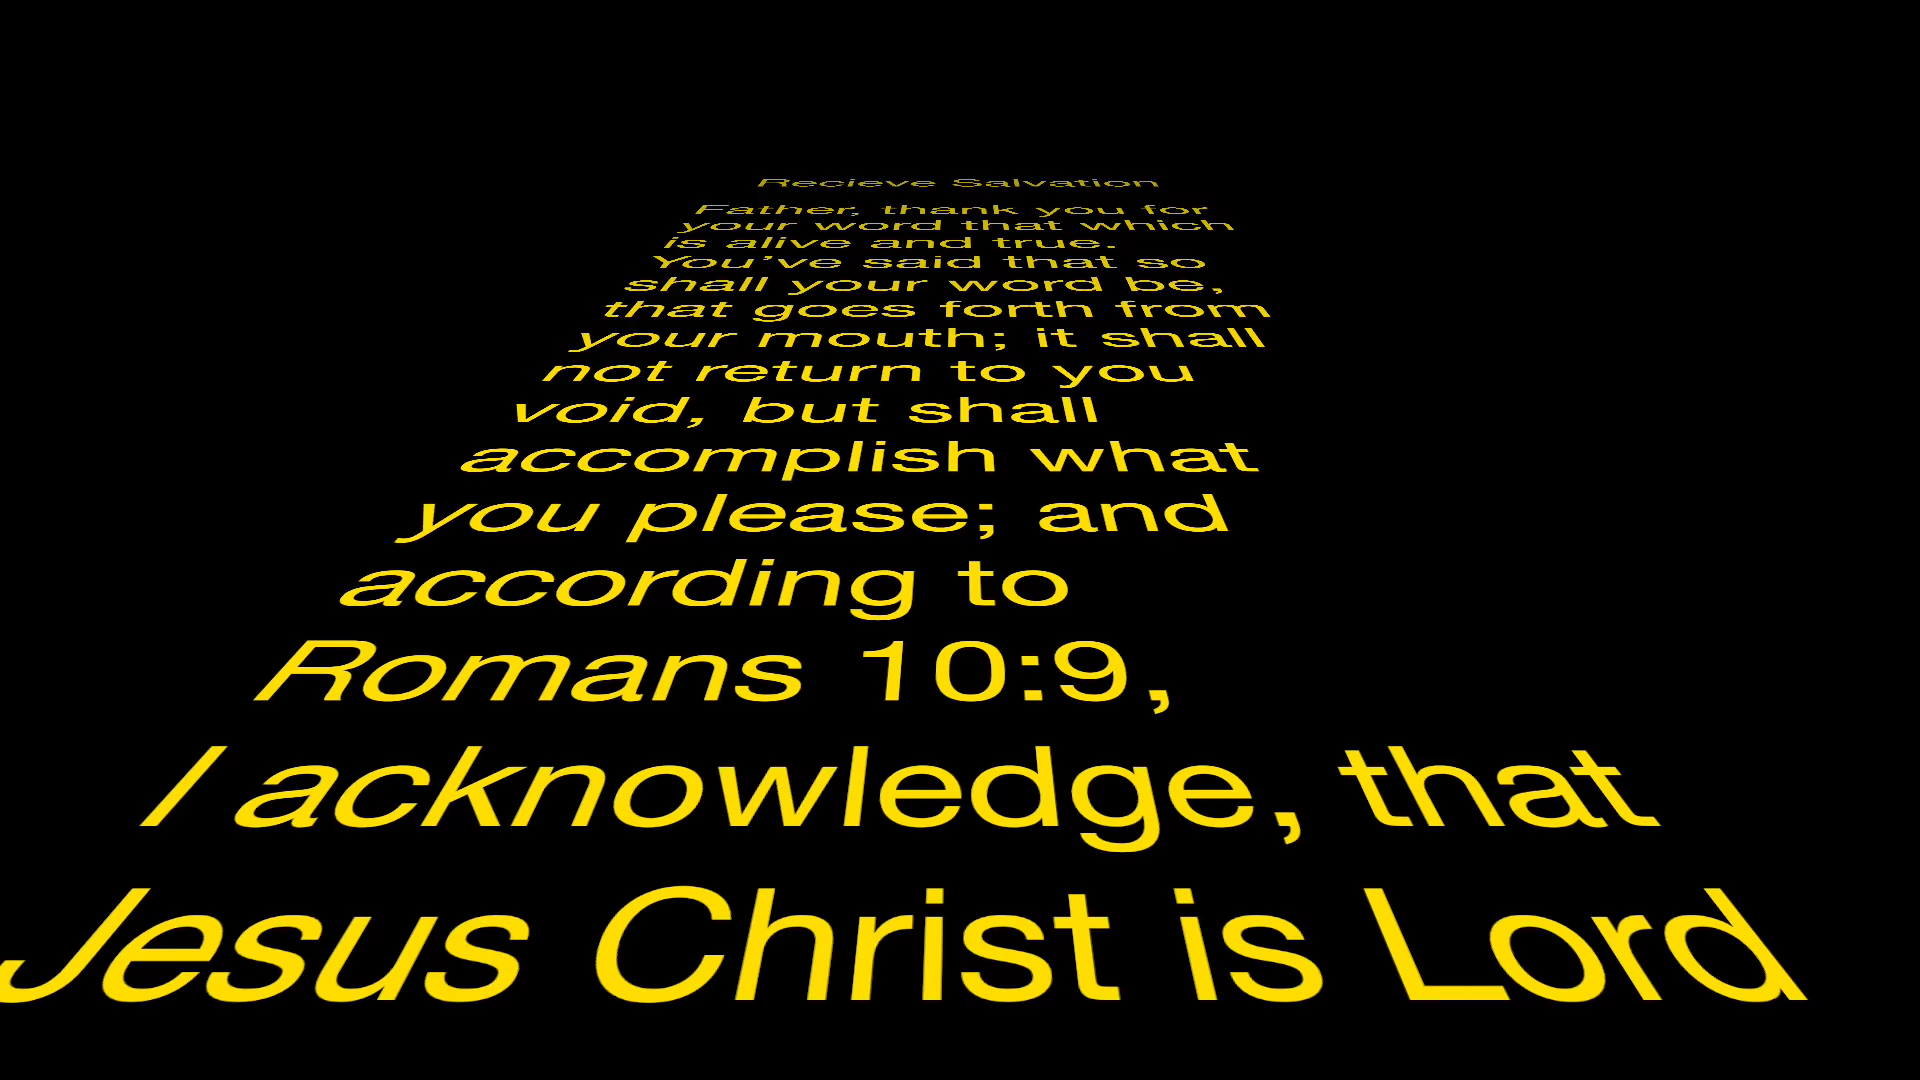 Recieve Salvation
Father, thank you for
your word that which
is alive and true.
You've said that so
shall your word be,
that goes forth from
your mouth; it shall
not return to you
void, but shall
accomplish what
you please; and
according to
Romans 10:9,
I acknowledge, that
Jesus Christ is Lord